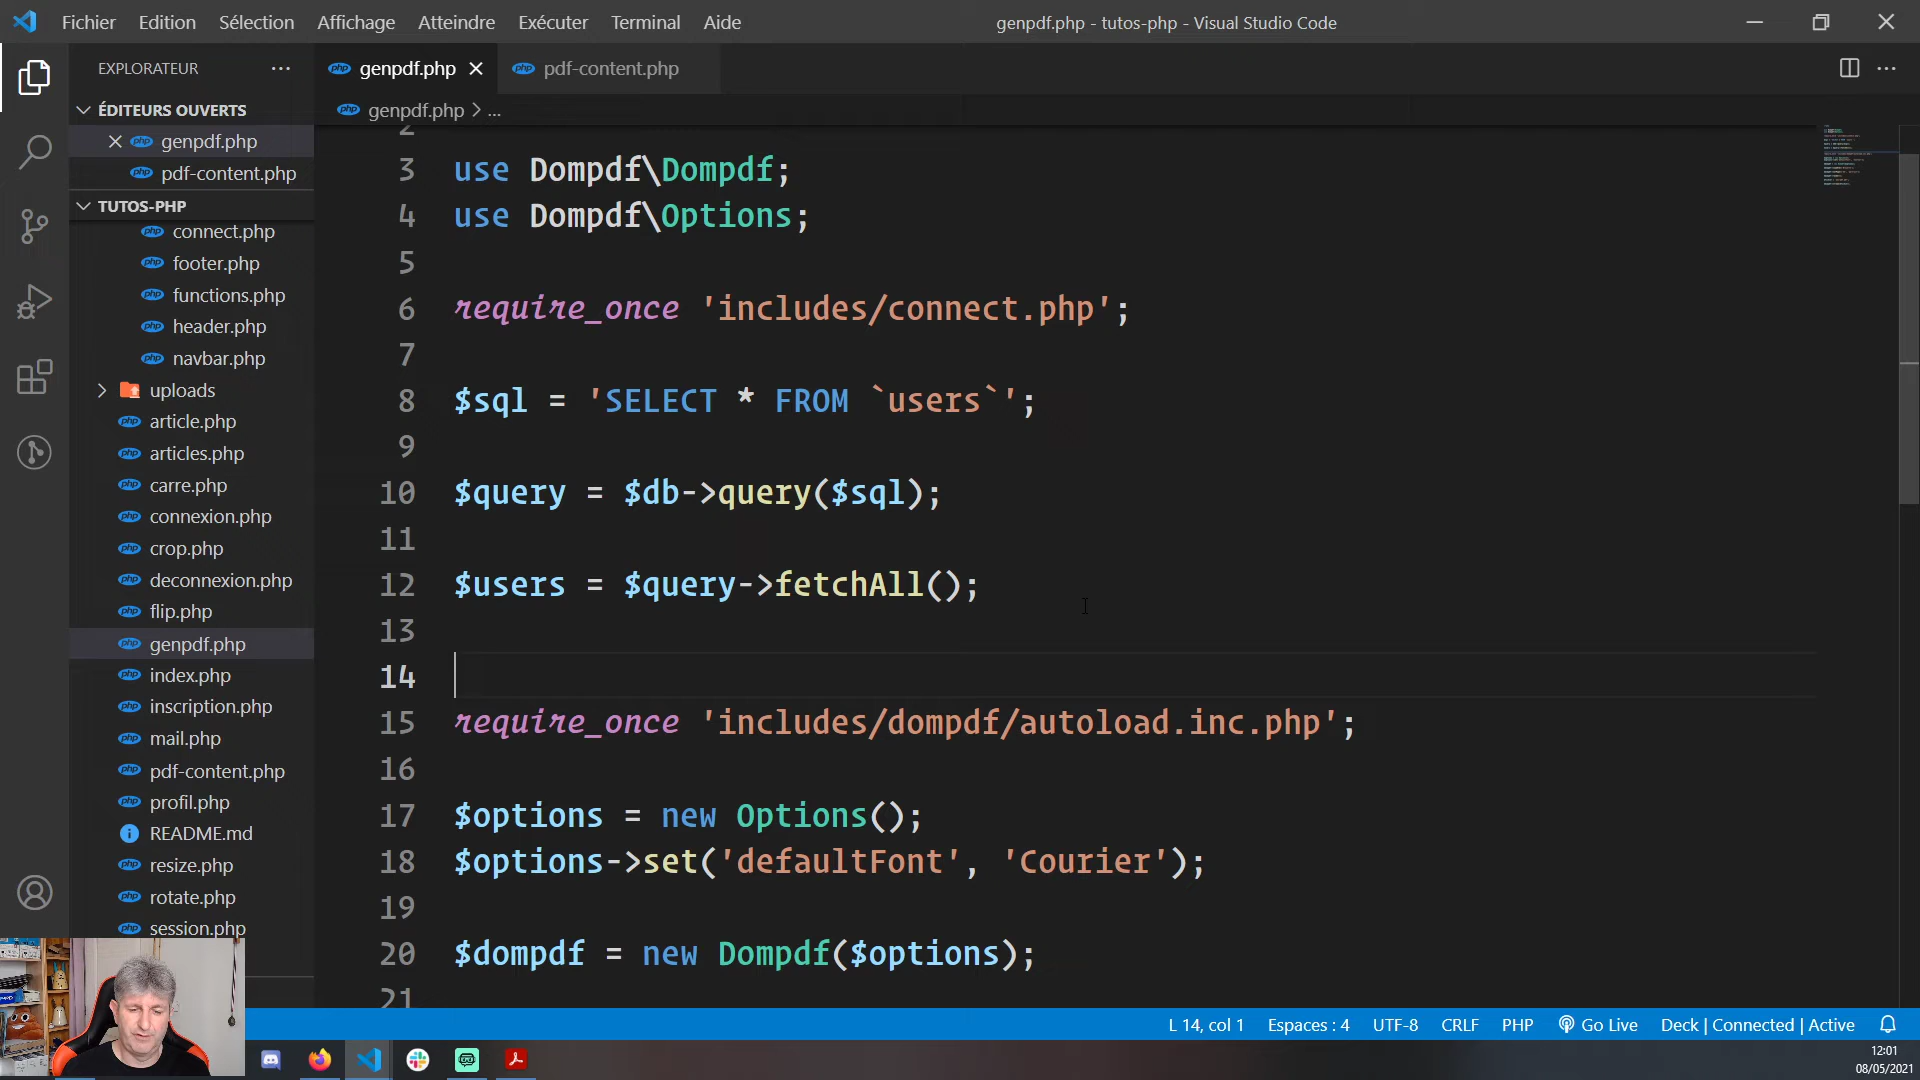 Fichier Edition Sélection Affichage Atteindre Exécuter Terminal Aide
genpdf.php - tutos-php - Visual Studio Code
EXPLORATEUR
ÉDITEURS OUVERTS
genpdf.php
pdf-content.php
TUTOS-PHP
connect.php
footer.php
functions.php
header.php
navbar.php
uploads
article.php
articles.php
carre.php
connexion.php
crop.php
deconnexion.php
flip.php
genpdf.php
index.php
inscription.php
mail.php
pdf-content.php
profil.php
README.md
resize.php
rotate.php
session.php
genpdf.php
pdf-content.php
genpdf.php > ...
2
3 use Dompdf\Dompdf;
4 use Dompdf\Options;
5
6 require_once 'includes/connect.php';
7
8 $sql = 'SELECT * FROM `users`';
9
10 $query = $db->query($sql);
11
12 $users = $query->fetchAll();
13
14
15 require_once 'includes/dompdf/autoload.inc.php';
16
17 $options = new Options();
18 $options->set('defaultFont', 'Courier');
19
20 $dompdf = new Dompdf($options);
21
L 14, col 1 Espaces : 4 UTF-8 CRLF PHP Go Live Deck | Connected | Active
12:01
08/05/2021